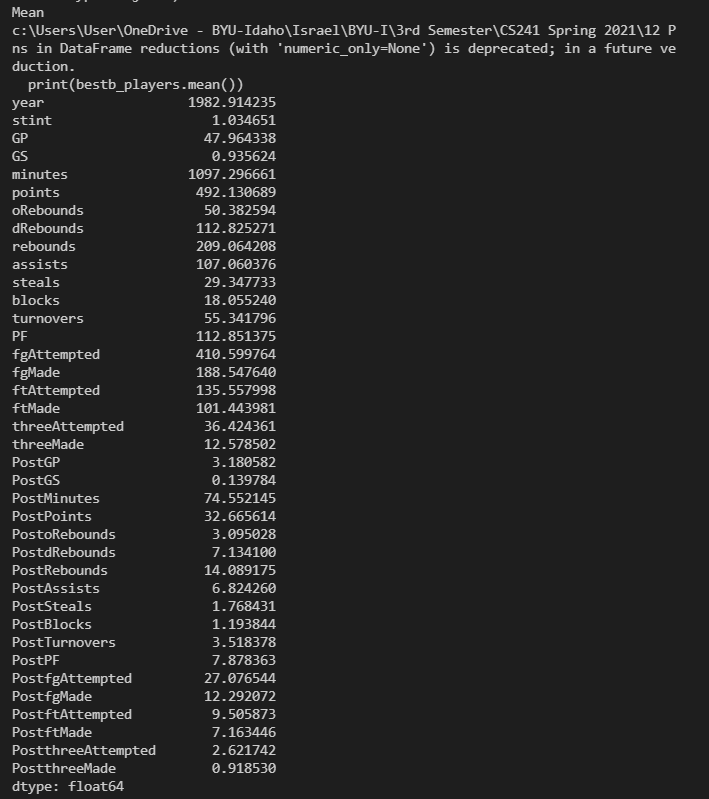 Mean
c:\Users\User\OneDrive - BYU-Idaho\Israel\BYU-I\3rd Semester\CS241 Spring 2021\12 P
ns in DataFrame reductions (with 'numeric_only=None') is deprecated; in a future ve
duction.
  print(bestb_players.mean())
year                  1982.914235
stint                    1.034651
GP                      47.964338
GS                       0.935624
minutes               1097.296661
points                 492.130689
oRebounds               50.382594
dRebounds              112.825271
rebounds               209.064208
assists                107.060376
steals                  29.347733
blocks                  18.055240
turnovers               55.341796
PF                     112.851375
fgAttempted            410.599764
fgMade                 188.547640
ftAttempted            135.557998
ftMade                 101.443981
threeAttempted          36.424361
threeMade               12.578502
PostGP                   3.180582
PostGS                   0.139784
PostMinutes             74.552145
PostPoints              32.665614
PostoRebounds            3.095028
PostdRebounds            7.134100
PostRebounds            14.089175
PostAssists              6.824260
PostSteals               1.768431
PostBlocks               1.193844
PostTurnovers            3.518378
PostPF                   7.878363
PostfgAttempted         27.076544
PostfgMade              12.292072
PostftAttempted          9.505873
PostftMade               7.163446
PostthreeAttempted       2.621742
PostthreeMade            0.918530
dtype: float64